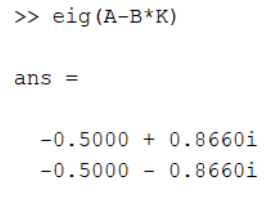 >> eig(A-B*K)
ans =
-0.5000 + 0.8660i
-0.5000 - 0.8660i